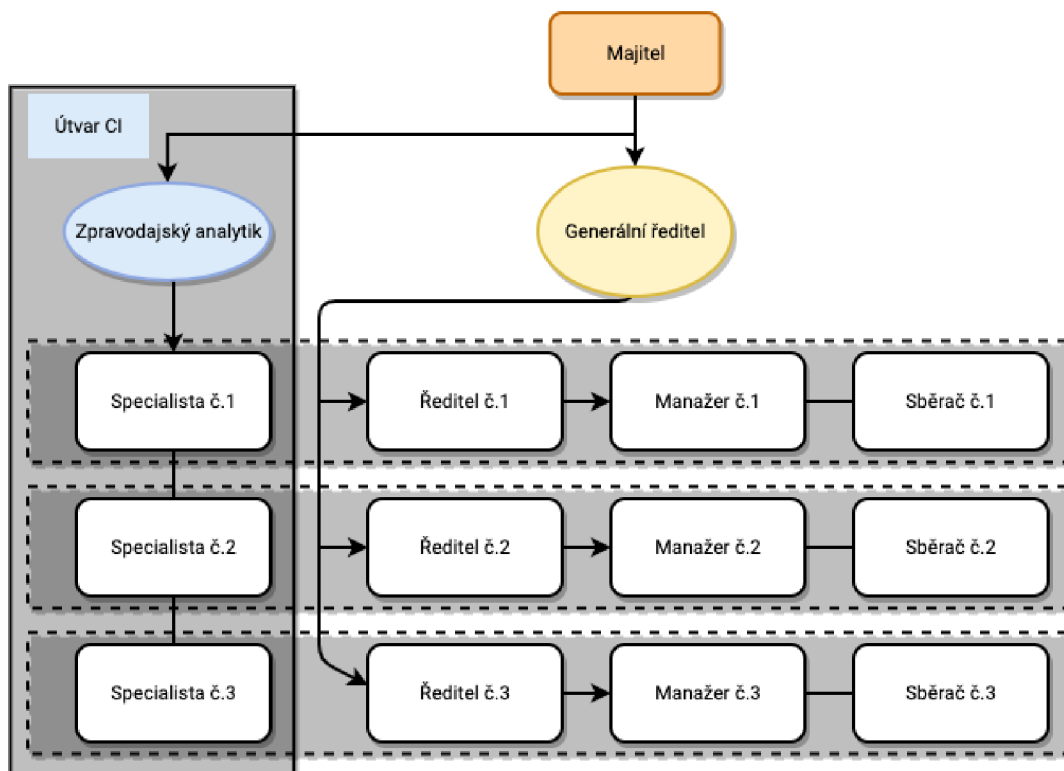 Majitel
Útvar CI
Zpravodajský analytik
Generální ředitel
Specialista č.1
Ředitel č.1
Manažer č.1
Sběrač č.1
Specialista č.2
Ředitel č.2
Manažer č.2
Sběrač č.2
Specialista č.3
Ředitel č.3
Manažer č.3
Sběrač č.3